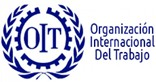 OIT
Organización
Internacional
Del Trabajo